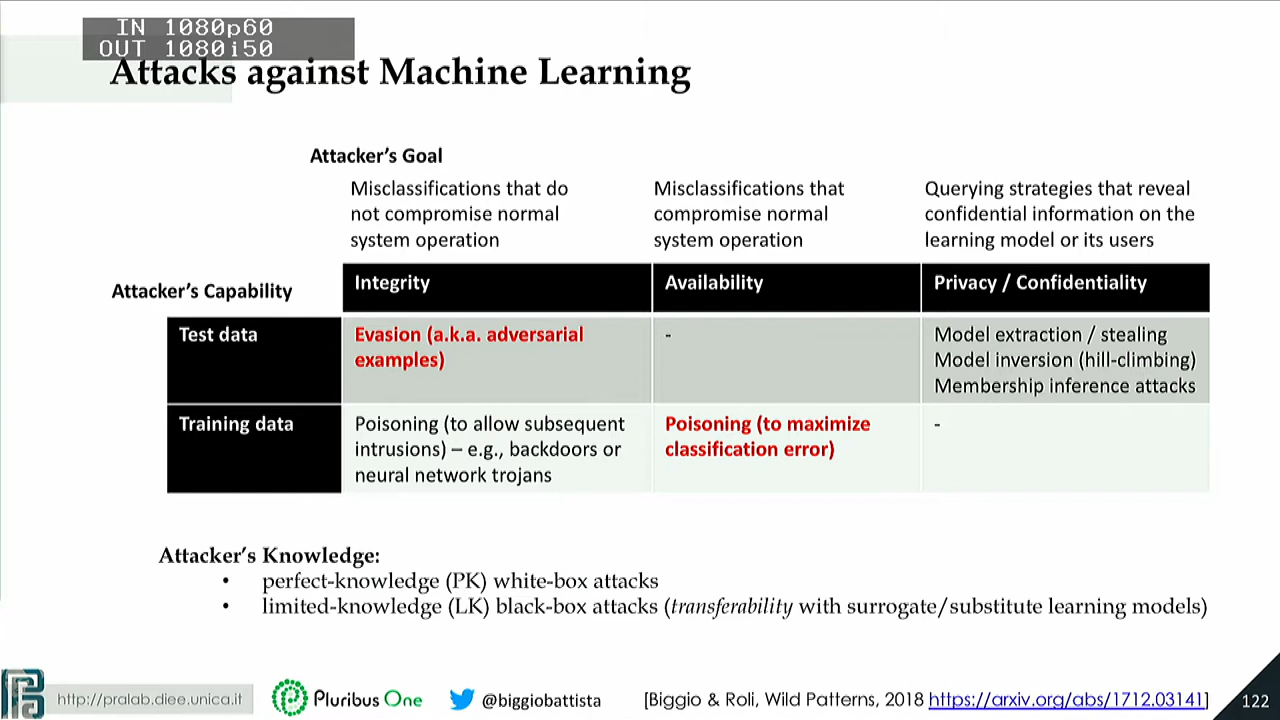 IN 1080p60
OUT 1080i50
Attacks against Machine Learning
Attacker's Goal
Misclassifications that do
not compromise normal
system operation
Misclassifications that
compromise normal
system operation
Querying strategies that reveal
confidential information on the
learning model or its users
Attacker's Capability
Integrity
Availability
Privacy / Confidentiality
Test data
Evasion (a.k.a. adversarial
examples)
-
Model extraction / stealing
Model inversion (hill-climbing)
Membership inference attacks
Training data
Poisoning (to allow subsequent
intrusions) – e.g., backdoors or
neural network trojans
Poisoning (to maximize
classification error)
-
Attacker's Knowledge:
• perfect-knowledge (PK) white-box attacks
• limited-knowledge (LK) black-box attacks (transferability with surrogate/substitute learning models)
http://pralab.diee.unica.it
Pluribus One
@biggiobattista
[Biggio & Roli, Wild Patterns, 2018 https://arxiv.org/abs/1712.03141]
122